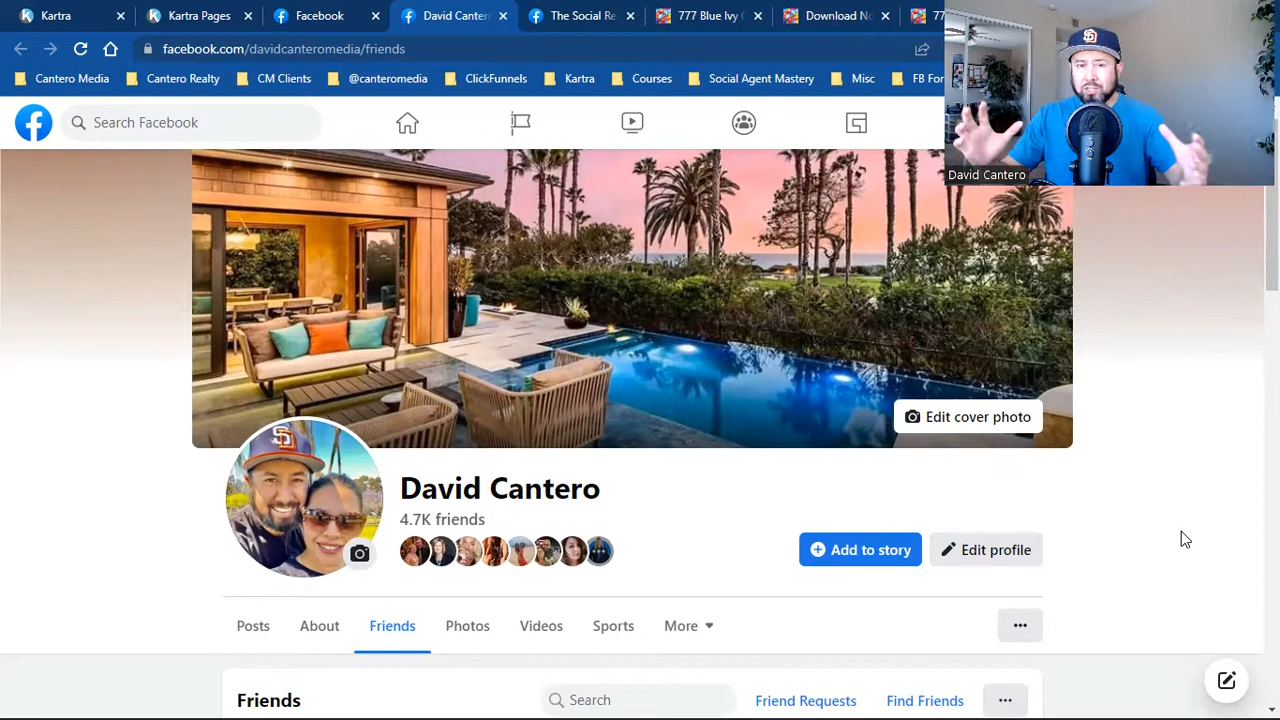 Kartra
Kartra Pages
Facebook
David Canter
The Social Re
777 Blue Ivy
Download No
77
facebook.com/davidcanteromedia/friends
Cantero Media
Cantero Realty
CM Clients
@canteromedia
ClickFunnels
Kartra
Courses
Social Agent Mastery
Misc
FB For
Search Facebook
David Cantero
Edit cover photo
David Cantero
4.7K friends
Add to story
Edit profile
Posts
About
Friends
Photos
Videos
Sports
More
Friends
Search
Friend Requests
Find Friends